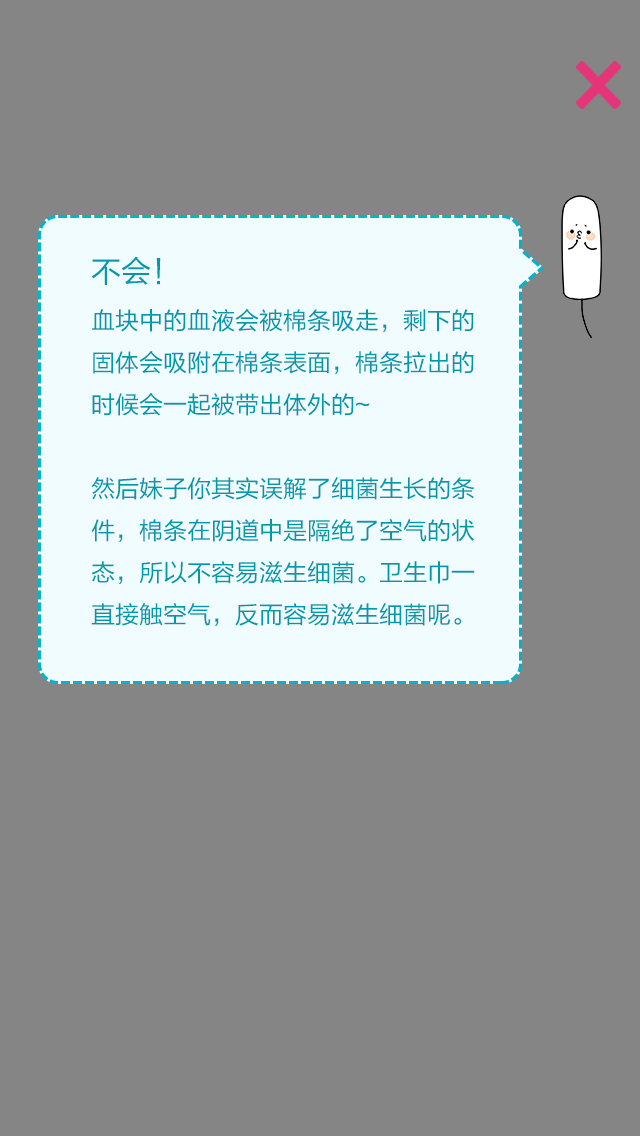 不会！
血块中的血液会被棉条吸走，剩下的
固体会吸附在棉条表面，棉条拉出的
时候会一起被带出体外的~
然后妹子你其实误解了细菌生长的条
件，棉条在阴道中是隔绝了空气的状
态，所以不容易滋生细菌。卫生巾一
直接触空气，反而容易滋生细菌呢。